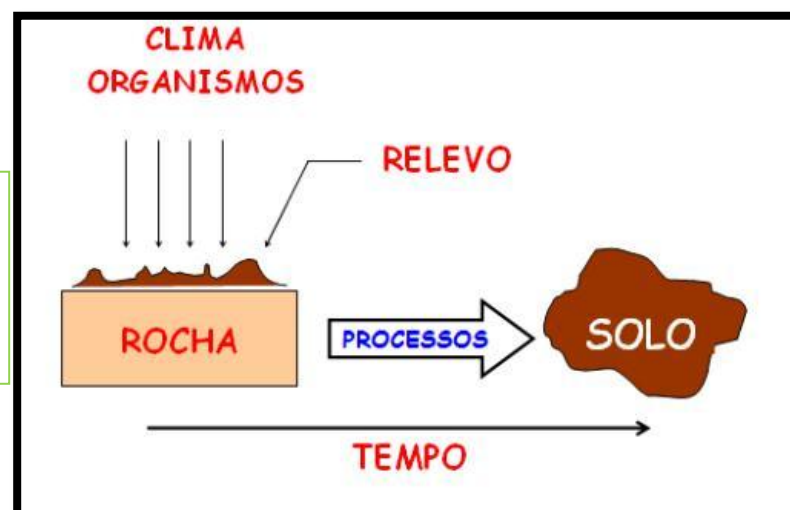 CLIMA
ORGANISMOS
RELEVO
ROCHA
PROCESSOS
SOLO
TEMPO